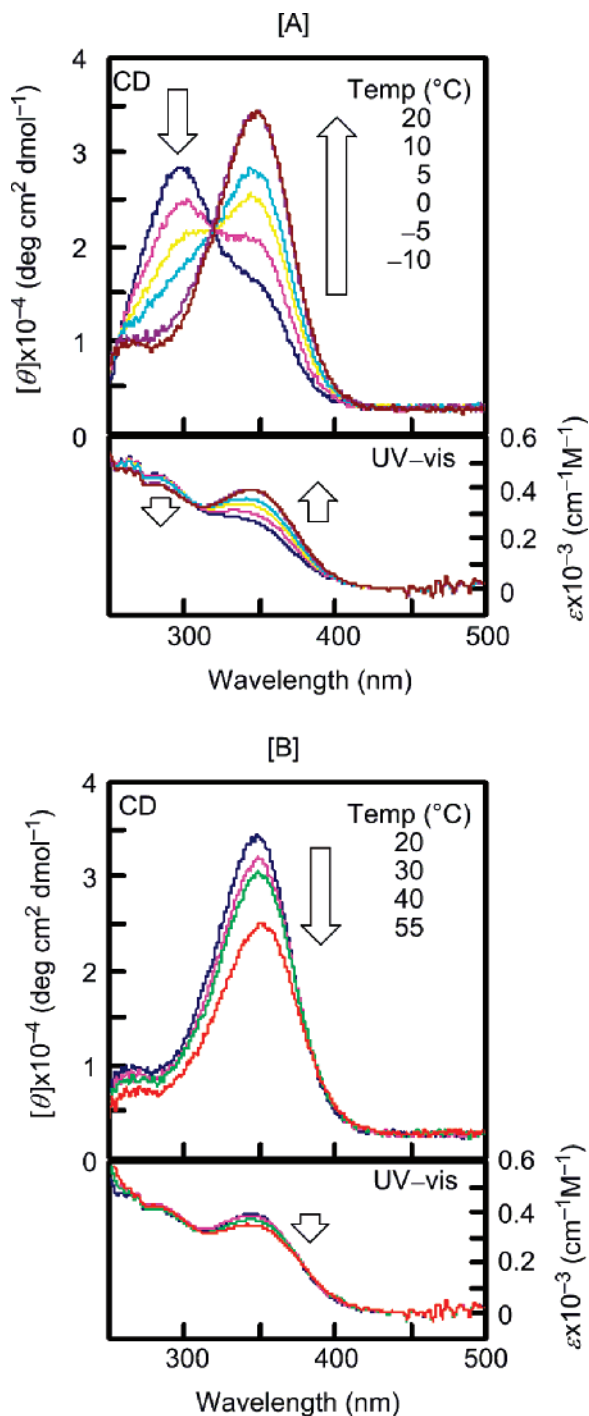 [A]
CD
Temp (°C)
20
10
5
0
–5
–10
4
3
2
1
0
[θ]x10⁻⁴ (deg cm² dmol⁻¹)
UV–vis
0.6
0.4
0.2
0
εx10⁻³ (cm⁻¹M⁻¹)
300
400
500
Wavelength (nm)
[B]
CD
Temp (°C)
20
30
40
55
4
3
2
1
0
[θ]x10⁻⁴ (deg cm² dmol⁻¹)
UV–vis
0.6
0.4
0.2
0
εx10⁻³ (cm⁻¹M⁻¹)
300
400
500
Wavelength (nm)